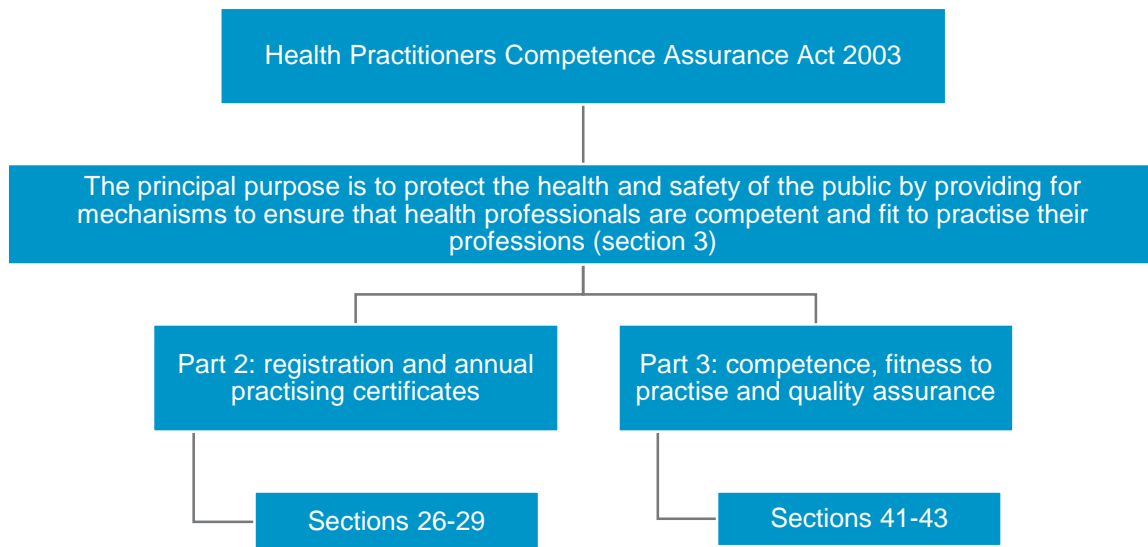 Health Practitioners Competence Assurance Act 2003
The principal purpose is to protect the health and safety of the public by providing for
mechanisms to ensure that health professionals are competent and fit to practise their
professions (section 3)
Part 2: registration and annual
practising certificates
Part 3: competence, fitness to
practise and quality assurance
Sections 26-29
Sections 41-43